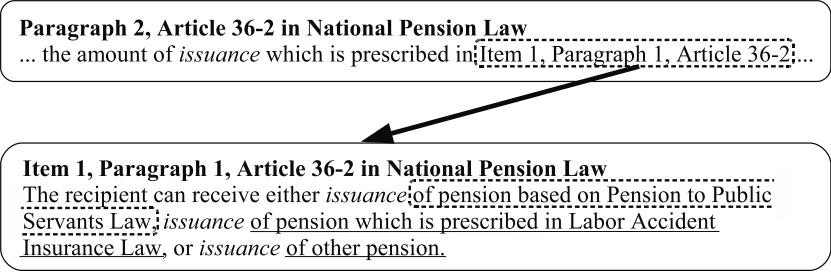 Paragraph 2, Article 36-2 in National Pension Law
... the amount of issuance which is prescribed in Item 1, Paragraph 1, Article 36-2 ...
Item 1, Paragraph 1, Article 36-2 in National Pension Law
The recipient can receive either issuance of pension based on Pension to Public
Servants Law, issuance of pension which is prescribed in Labor Accident
Insurance Law, or issuance of other pension.